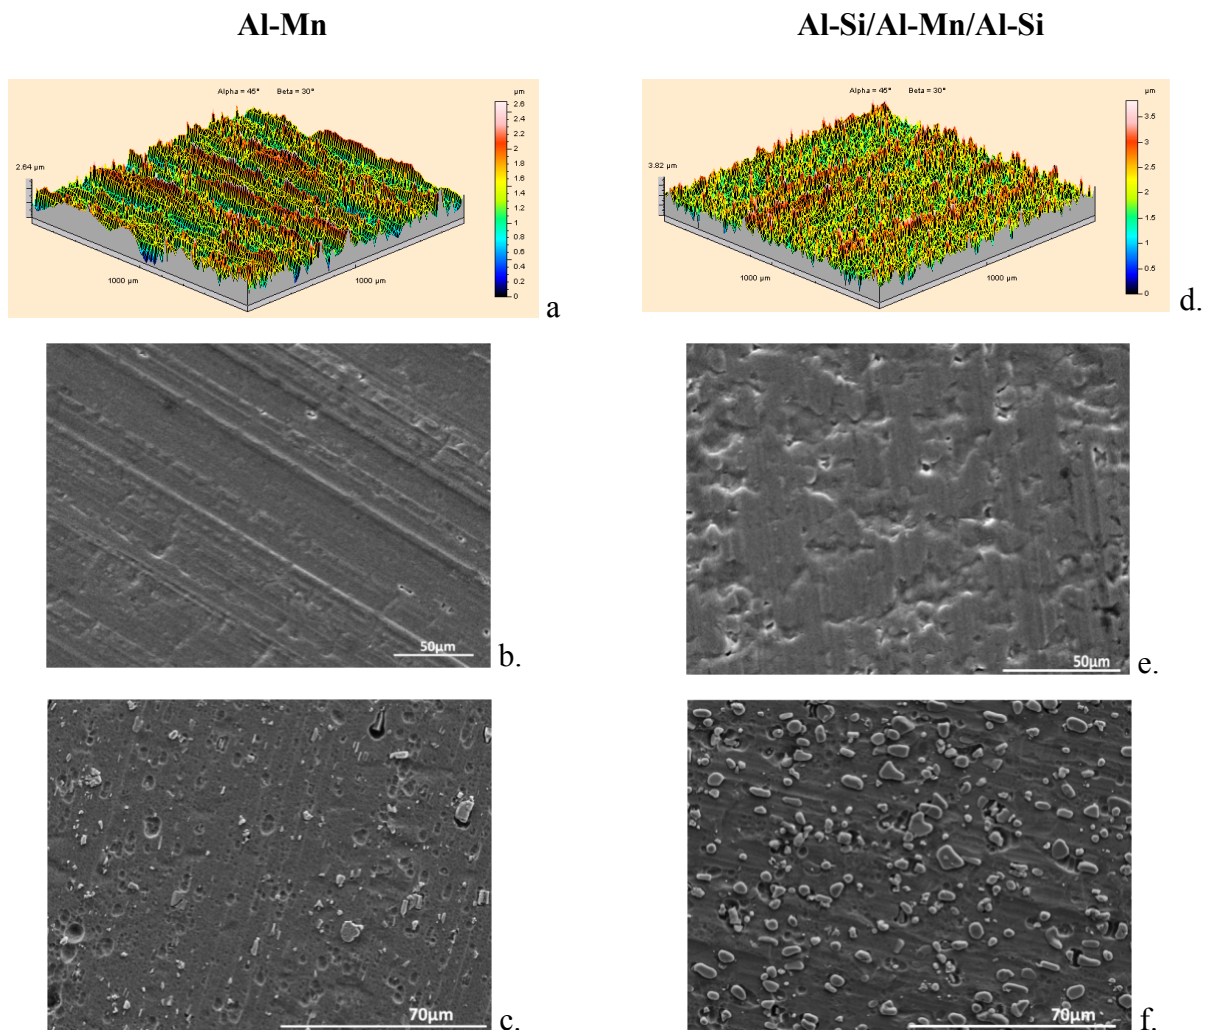 Al-Mn
Al-Si/Al-Mn/Al-Si
Alpha = 45° Beta = 30°
µm
2.6
2.4
2.2
2
1.8
1.6
1.4
1.2
1
0.8
0.6
0.4
0.2
0
2.64 µm
1000 µm
1000 µm
a
Alpha = 45° Beta = 30°
µm
3.5
3
2.5
2
1.5
1
0.5
0
3.82 µm
1000 µm
1000 µm
d.
50µm
b.
50µm
e.
70µm
c.
70µm
f.